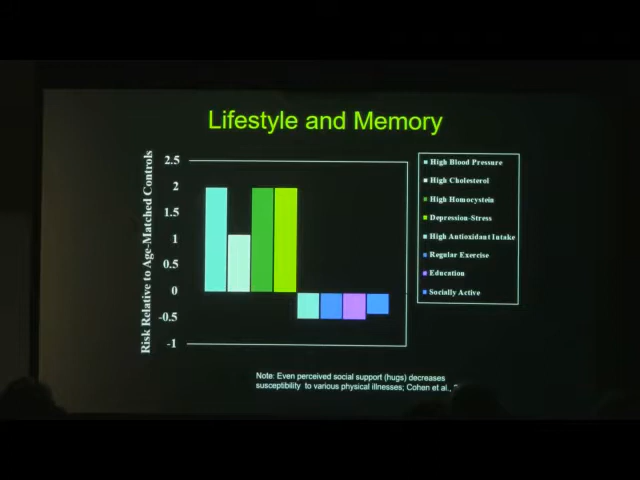 Lifestyle and Memory
Risk Relative to Age-Matched Controls
2.5
2
1.5
1
0.5
0
-0.5
-1
High Blood Pressure
High Cholesterol
High Homocystein
Depression-Stress
High Antioxidant Intake
Regular Exercise
Education
Socially Active
Note: Even perceived social support (hugs) decreases
susceptibility to various physical illnesses; Cohen et al.,